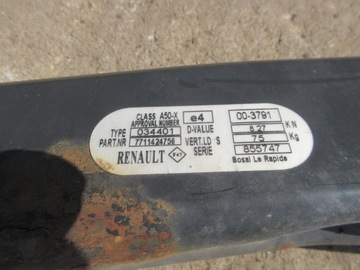 CLASS A50-X e4 00-3791
APPROVAL NUMBER
TYPE 034401 D-VALUE 8.27 KN
PART.NR 7711424756 VERT.LD S 75 Kg
RENAULT SERIE 855747
Bosal Le Rapide